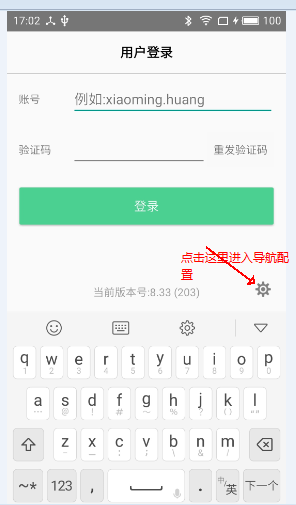 17:02 100
用户登录
账号 例如:xiaoming.huang
验证码 重发验证码
登录
点击这里进入导航配
置
当前版本号:8.33 (203)
q w e r t y u i o p
1 2 3 4 5 6 7 8 9 0
a s d f g h j k l
… @ ! # % ? ( ) “”
z x c v b n m
- _ : ; \ & /
~* 123 , . 中/英 下一个